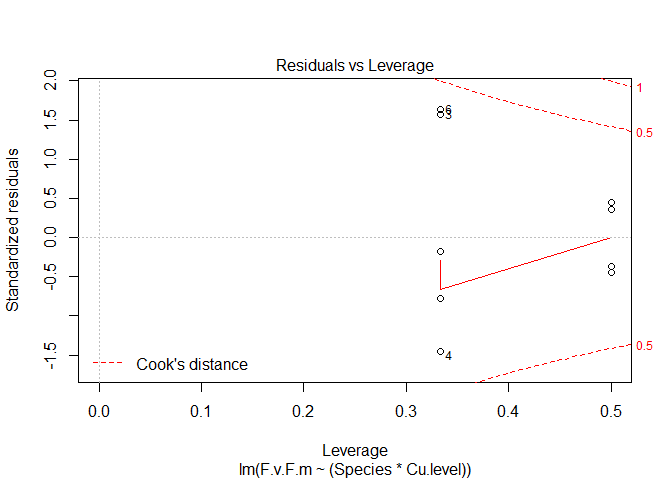 Residuals vs Leverage
Standardized residuals
2.0
1.5
1.0
0.5
0.0
-0.5
-1.5
6
3
4
1
0.5
0.5
Cook's distance
0.0 0.1 0.2 0.3 0.4 0.5
Leverage
lm(F.v.F.m ~ (Species * Cu.level))